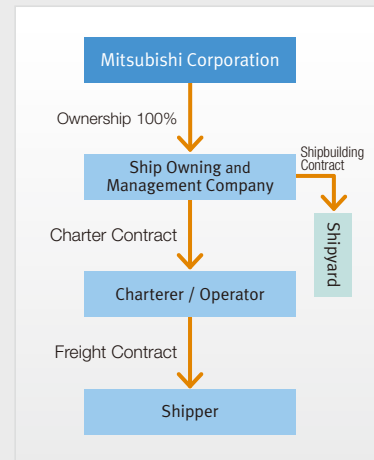 Mitsubishi Corporation
Ownership 100%
Shipbuilding
Contract
Ship Owning and
Management Company
Shipyard
Charter Contract
Charterer / Operator
Freight Contract
Shipper